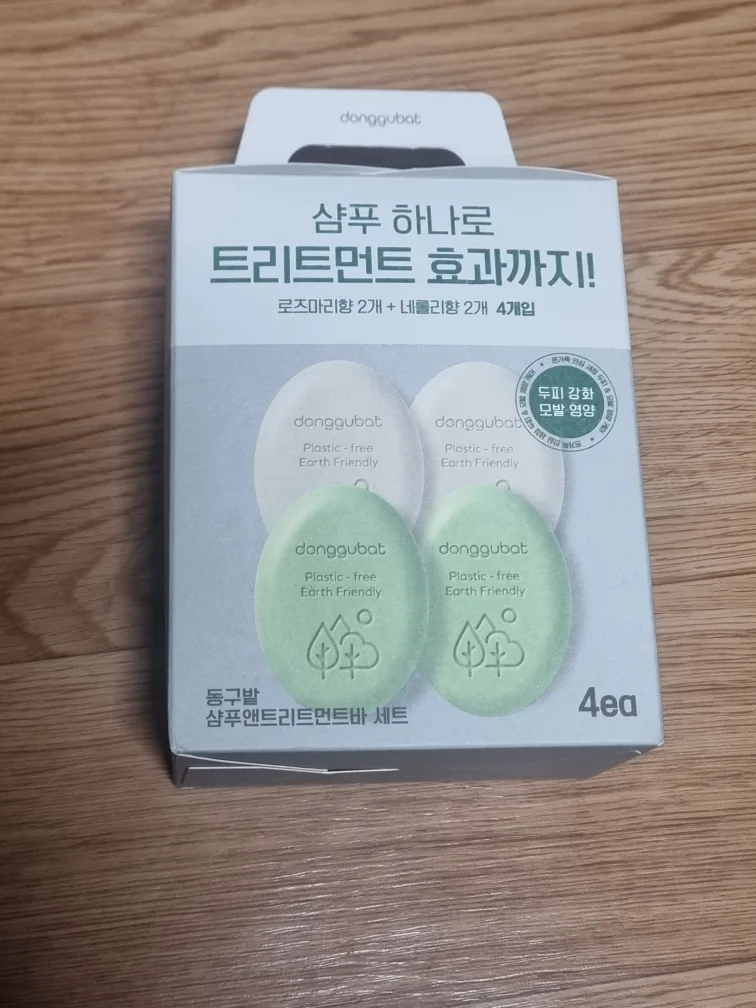 donggubat
샴푸 하나로
트리트먼트 효과까지!
로즈마리향 2개 + 네롤리향 2개 4개입
두피 강화
모발 영양
donggubat
Plastic - free
Earth Friendly
donggubat
Plastic - free
Earth Friendly
donggubat
Plastic - free
Earth Friendly
donggubat
Plastic - free
Earth Friendly
동구밭
샴푸앤트리트먼트바 세트
4ea